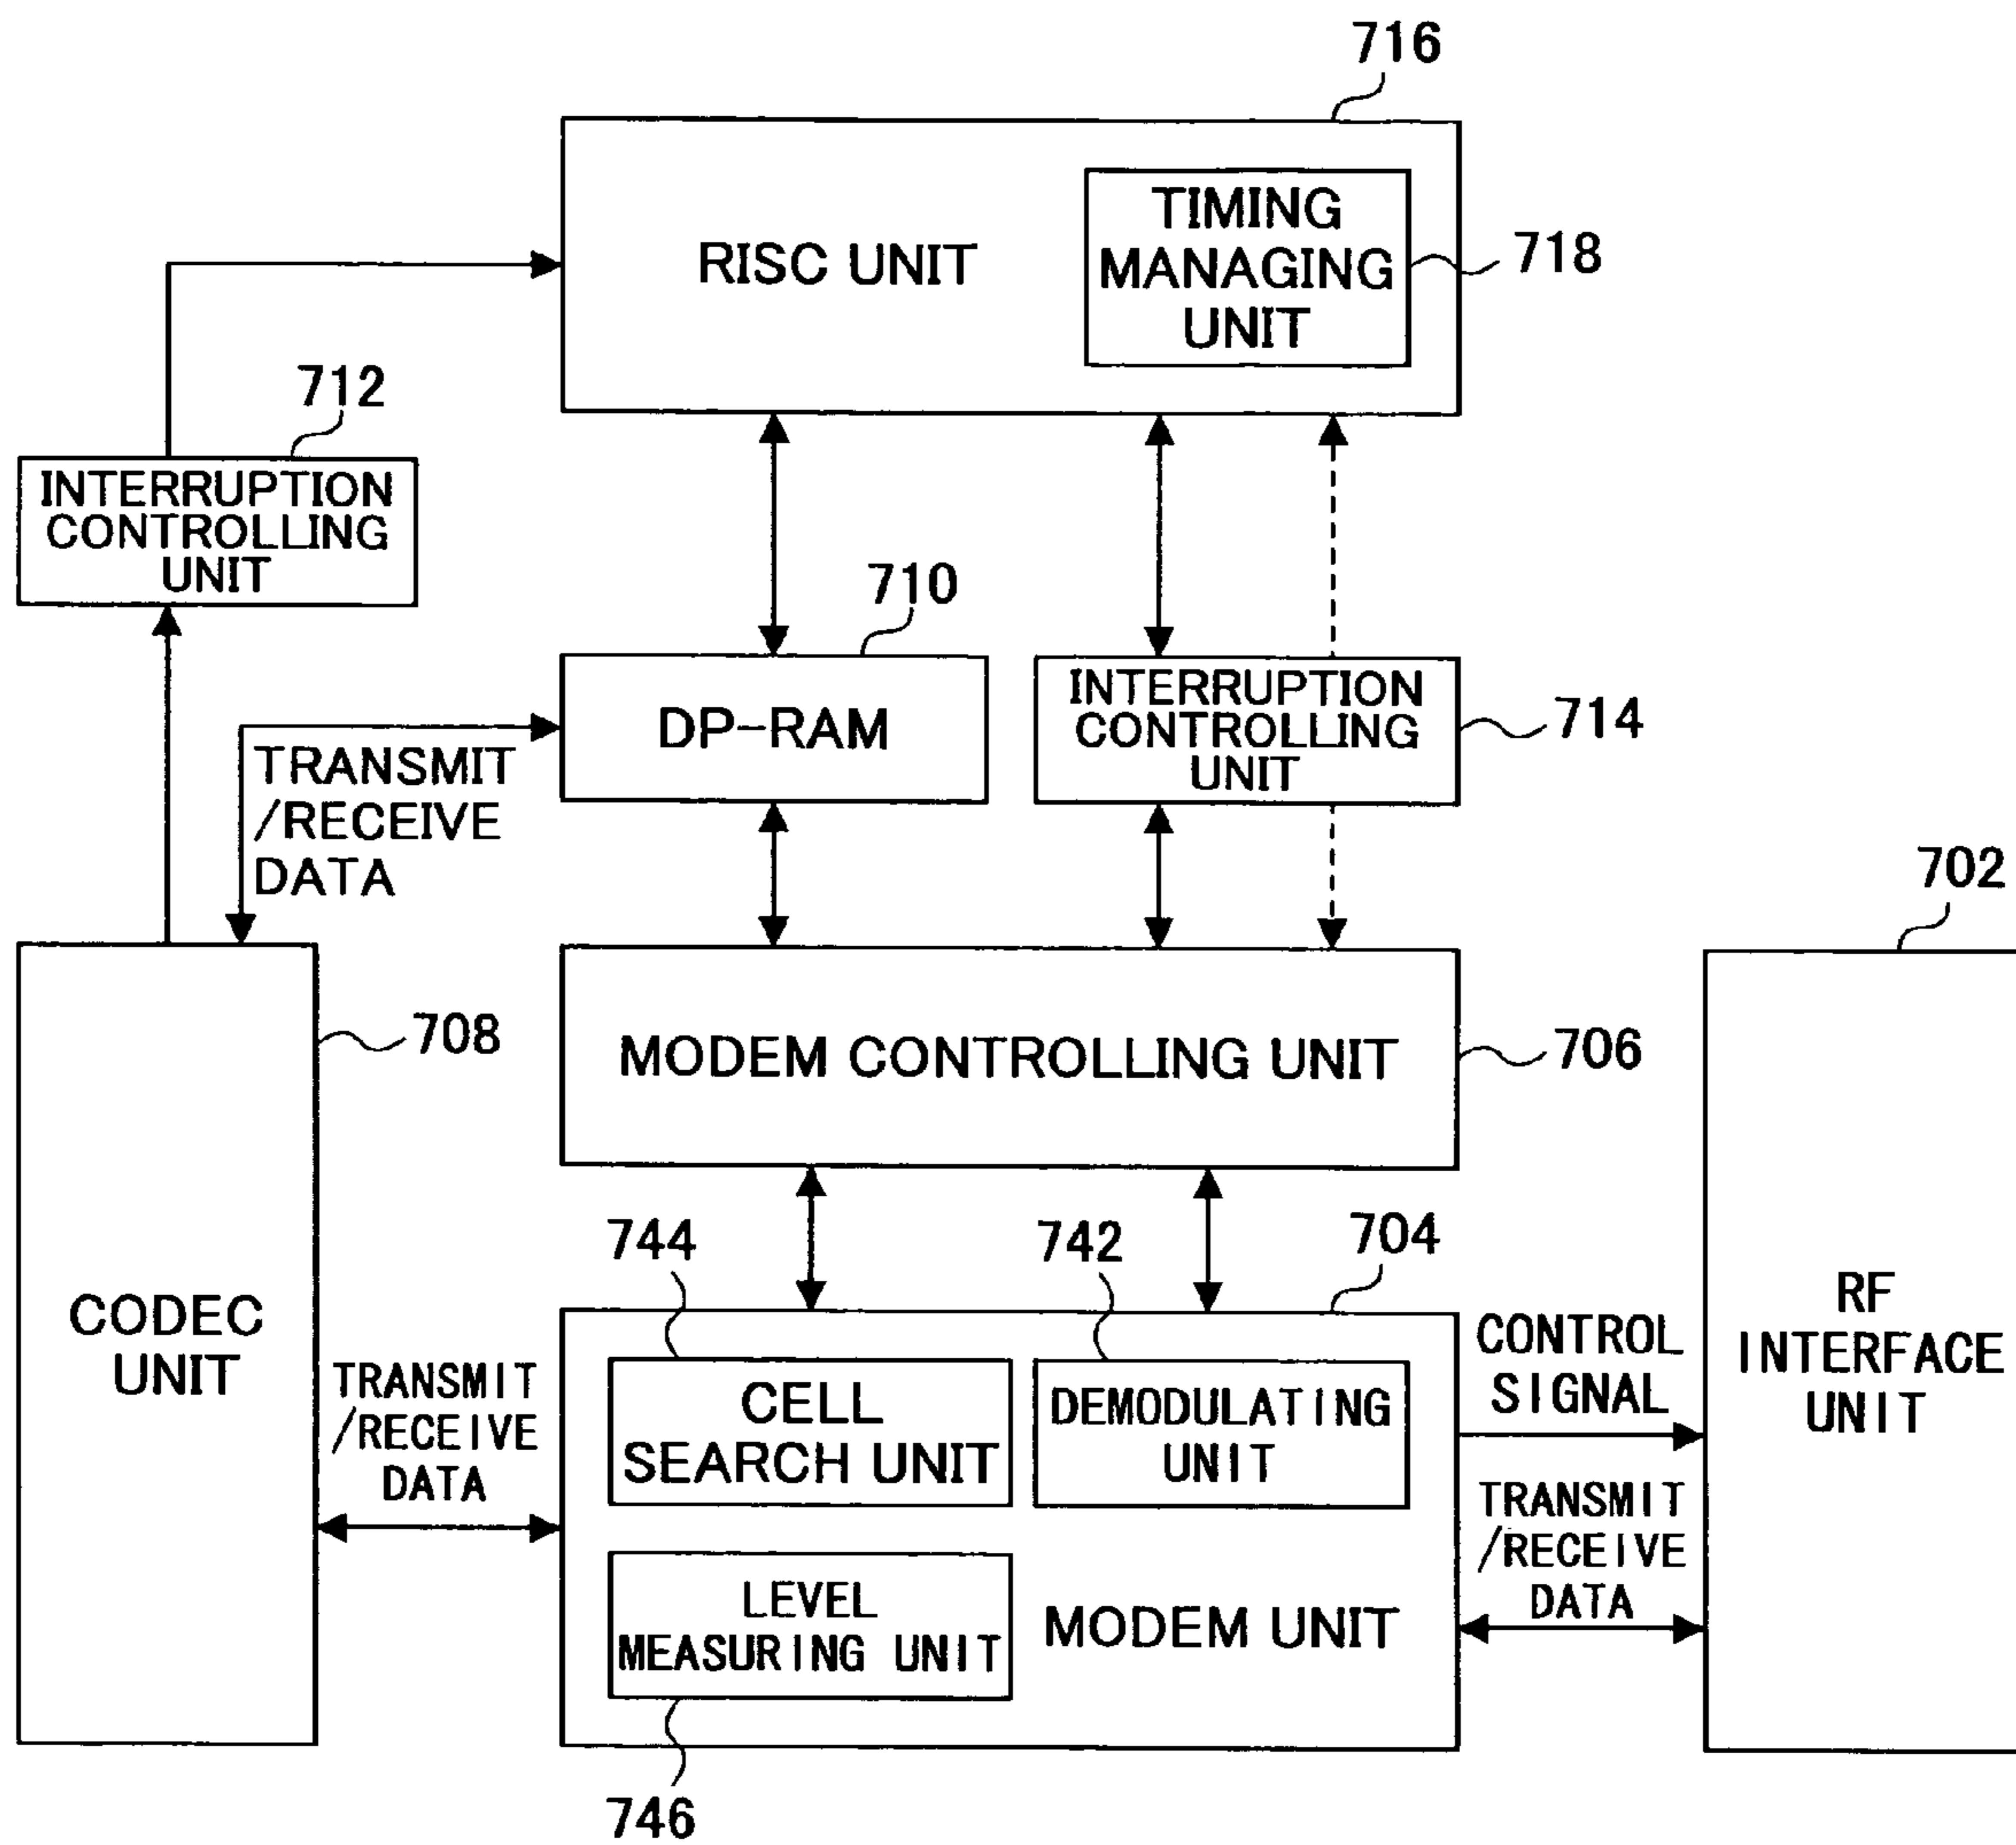 716
RISC UNIT
TIMING
MANAGING
UNIT
718
712
INTERRUPTION
CONTROLLING
UNIT
710
DP-RAM
INTERRUPTION
CONTROLLING
UNIT
714
TRANSMIT
/RECEIVE
DATA
702
708
MODEM CONTROLLING UNIT
706
744
742
704
CODEC
UNIT
TRANSMIT
/RECEIVE
DATA
CELL
SEARCH UNIT
DEMODULATING
UNIT
CONTROL
SIGNAL
RF
INTERFACE
UNIT
LEVEL
MEASURING UNIT
MODEM UNIT
TRANSMIT
/RECEIVE
DATA
746